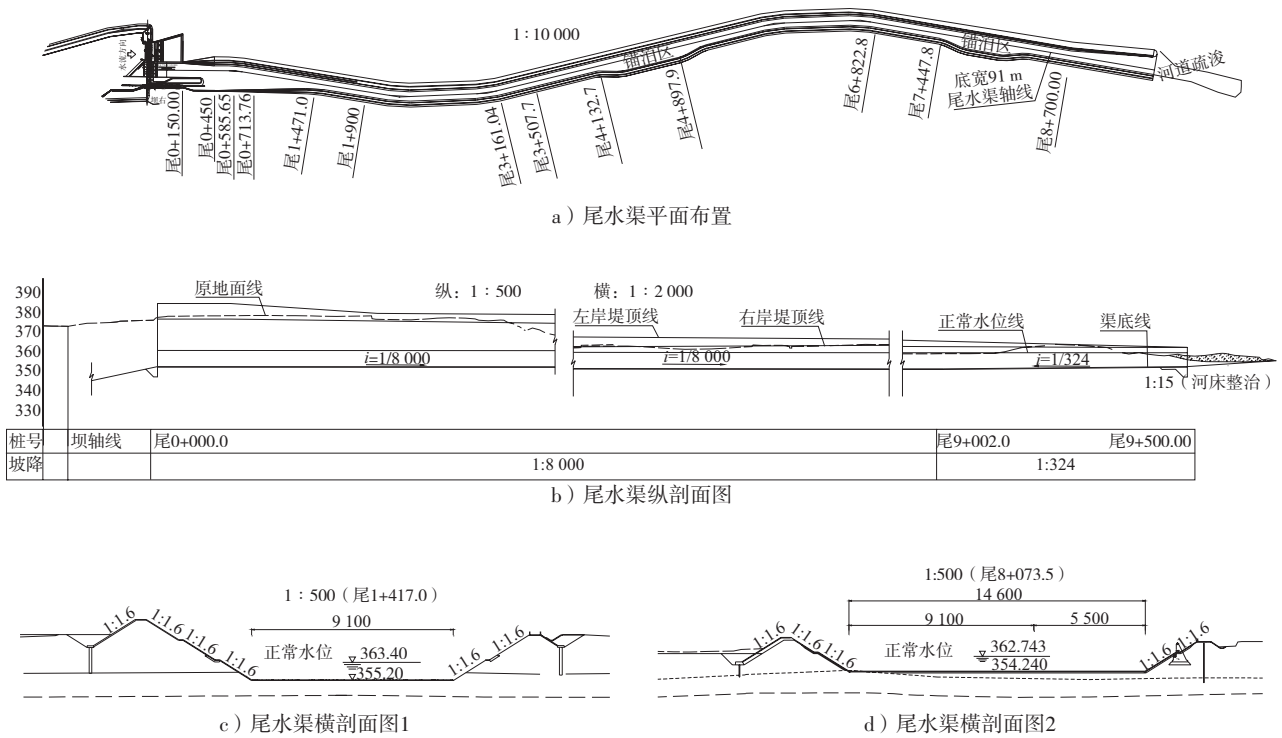 1：10 000
水流方向
锚泊区
锚泊区
河道疏浚
底宽91 m
尾水渠轴线
尾0+150.00
尾0+450
尾0+585.65
尾0+713.76
尾1+471.0
尾1+900
尾3+161.04
尾3+507.7
尾4+132.7
尾4+897.9
尾6+822.8
尾7+447.8
尾8+700.00
a）尾水渠平面布置
390
380
370
360
350
340
330
原地面线
纵：1：500
横：1：2 000
左岸堤顶线
右岸堤顶线
正常水位线
渠底线
i=1/8 000
i=1/8 000
i=1/324
1:15（河床整治）
桩号 坝轴线 尾0+000.0 尾9+002.0 尾9+500.00
坡降 1:8 000 1:324
b）尾水渠纵剖面图
1：500（尾1+417.0）
9 100
1:1.6
1:1.6
1:1.6
1:1.6
正常水位
363.40
355.20
1:1.6
1:1.6
c）尾水渠横剖面图1
1:500（尾8+073.5）
14 600
9 100
5 500
1:1.6
1:1.6
1:1.6
正常水位
362.743
354.240
1:1.6
1:1.6
d）尾水渠横剖面图2